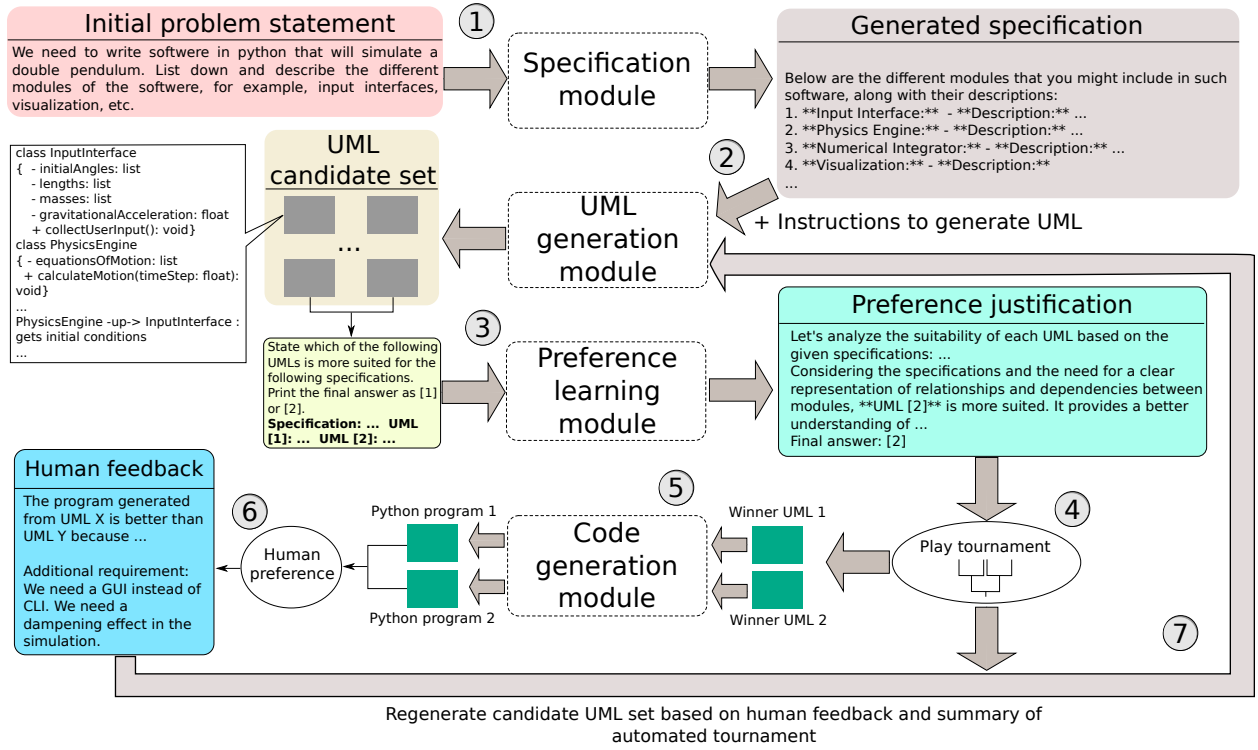 Initial problem statement
We need to write softwere in python that will simulate a
double pendulum. List down and describe the different
modules of the softwere, for example, input interfaces,
visualization, etc.
1
Specification
module
Generated specification
Below are the different modules that you might include in such
software, along with their descriptions:
1. **Input Interface:** - **Description:** ...
2. **Physics Engine:** - **Description:** ...
3. **Numerical Integrator:** - **Description:** ...
4. **Visualization:** - **Description:**
...
2
+ Instructions to generate UML
UML
generation
module
UML
candidate set
...
class InputInterface
{ - initialAngles: list
- lengths: list
- masses: list
- gravitationalAcceleration: float
+ collectUserInput(): void}
class PhysicsEngine
{ - equationsOfMotion: list
+ calculateMotion(timeStep: float):
void}
...
PhysicsEngine -up-> InputInterface :
gets initial conditions
...
State which of the following
UMLs is more suited for the
following specifications.
Print the final answer as [1]
or [2].
Specification: ... UML
[1]: ... UML [2]: ...
3
Preference
learning
module
Preference justification
Let's analyze the suitability of each UML based on the
given specifications: ...
Considering the specifications and the need for a clear
representation of relationships and dependencies between
modules, **UML [2]** is more suited. It provides a better
understanding of ...
Final answer: [2]
4
Play tournament
Winner UML 1
Winner UML 2
5
Code
generation
module
Python program 1
Python program 2
6
Human
preference
Human feedback
The program generated
from UML X is better than
UML Y because ...
Additional requirement:
We need a GUI instead of
CLI. We need a
dampening effect in the
simulation.
7
Regenerate candidate UML set based on human feedback and summary of
automated tournament